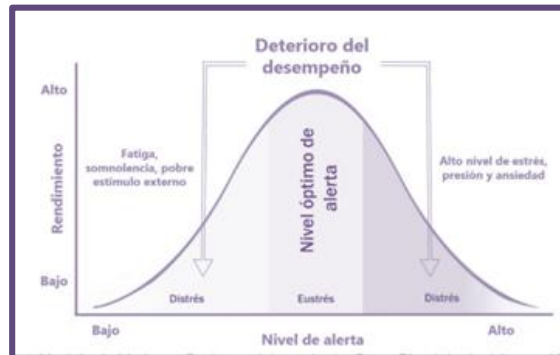 Deterioro del
desempeño
Alto
Rendimiento
Bajo
Fatiga,
somnolencia, pobre
estímulo externo
Nivel óptimo de
alerta
Alto nivel de estrés,
presión y ansiedad
Distrés
Eustrés
Distrés
Bajo
Nivel de alerta
Alto